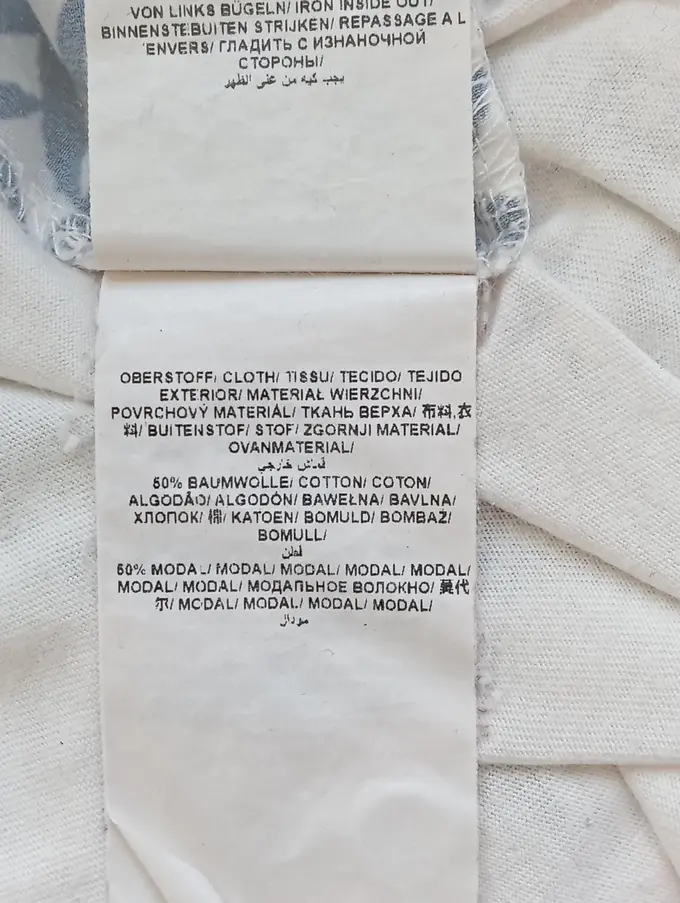 VON LINKS BÜGELN/ IRON INSIDE OUT/
BINNENSTEBUITEN STRIJKEN/ REPASSAGE A L
'ENVERS/ ГЛАДИТЬ С ИЗНАНОЧНОЙ
СТОРОНЫ/
يجب كيه من على الظهر
OBERSTOFF/ CLOTH/ TISSU/ TECIDO/ TEJIDO
EXTERIOR/ MATERIAŁ WIERZCHNI/
POVRCHOVÝ MATERIÁL/ ТКАНЬ ВЕРХА/ 布料,衣
料/ BUITENSTOF/ STOF/ ZGORNJI MATERIAL/
OVANMATERIAL/
قماش خارجي
50% BAUMWOLLE/ COTTON/ COTON/
ALGODÃO/ ALGODÓN/ BAWEŁNA/ BAVLNA/
ХЛОПОК/ 棉/ KATOEN/ BOMULD/ BOMBAŽ/
BOMULL/
قطن
50% MODAL/ MODAL/ MODAL/ MODAL/ MODAL/
MODAL/ MODAL/ МОДАЛЬНОЕ ВОЛОКНО/ 莫代
尔/ MODAL/ MODAL/ MODAL/ MODAL/
مودال